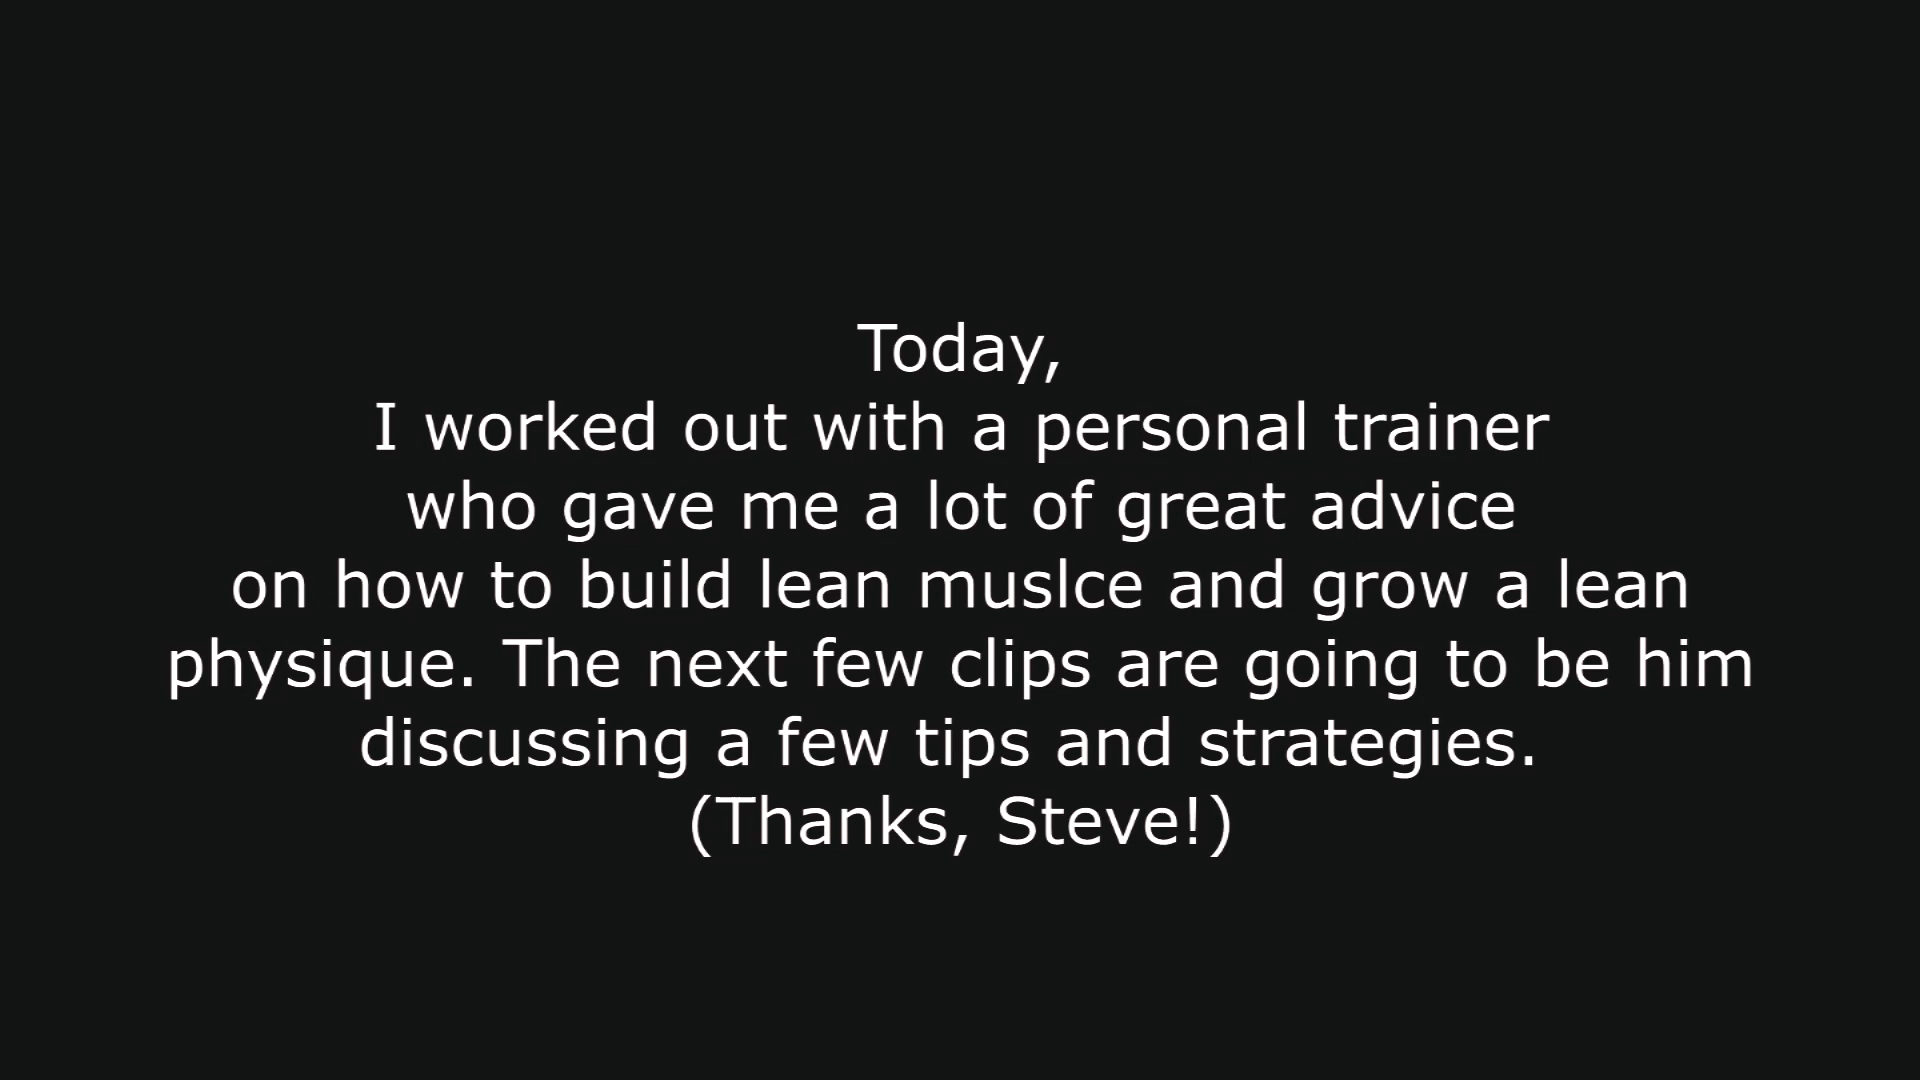 Today,
I worked out with a personal trainer
who gave me a lot of great advice
on how to build lean muslce and grow a lean
physique. The next few clips are going to be him
discussing a few tips and strategies.
(Thanks, Steve!)